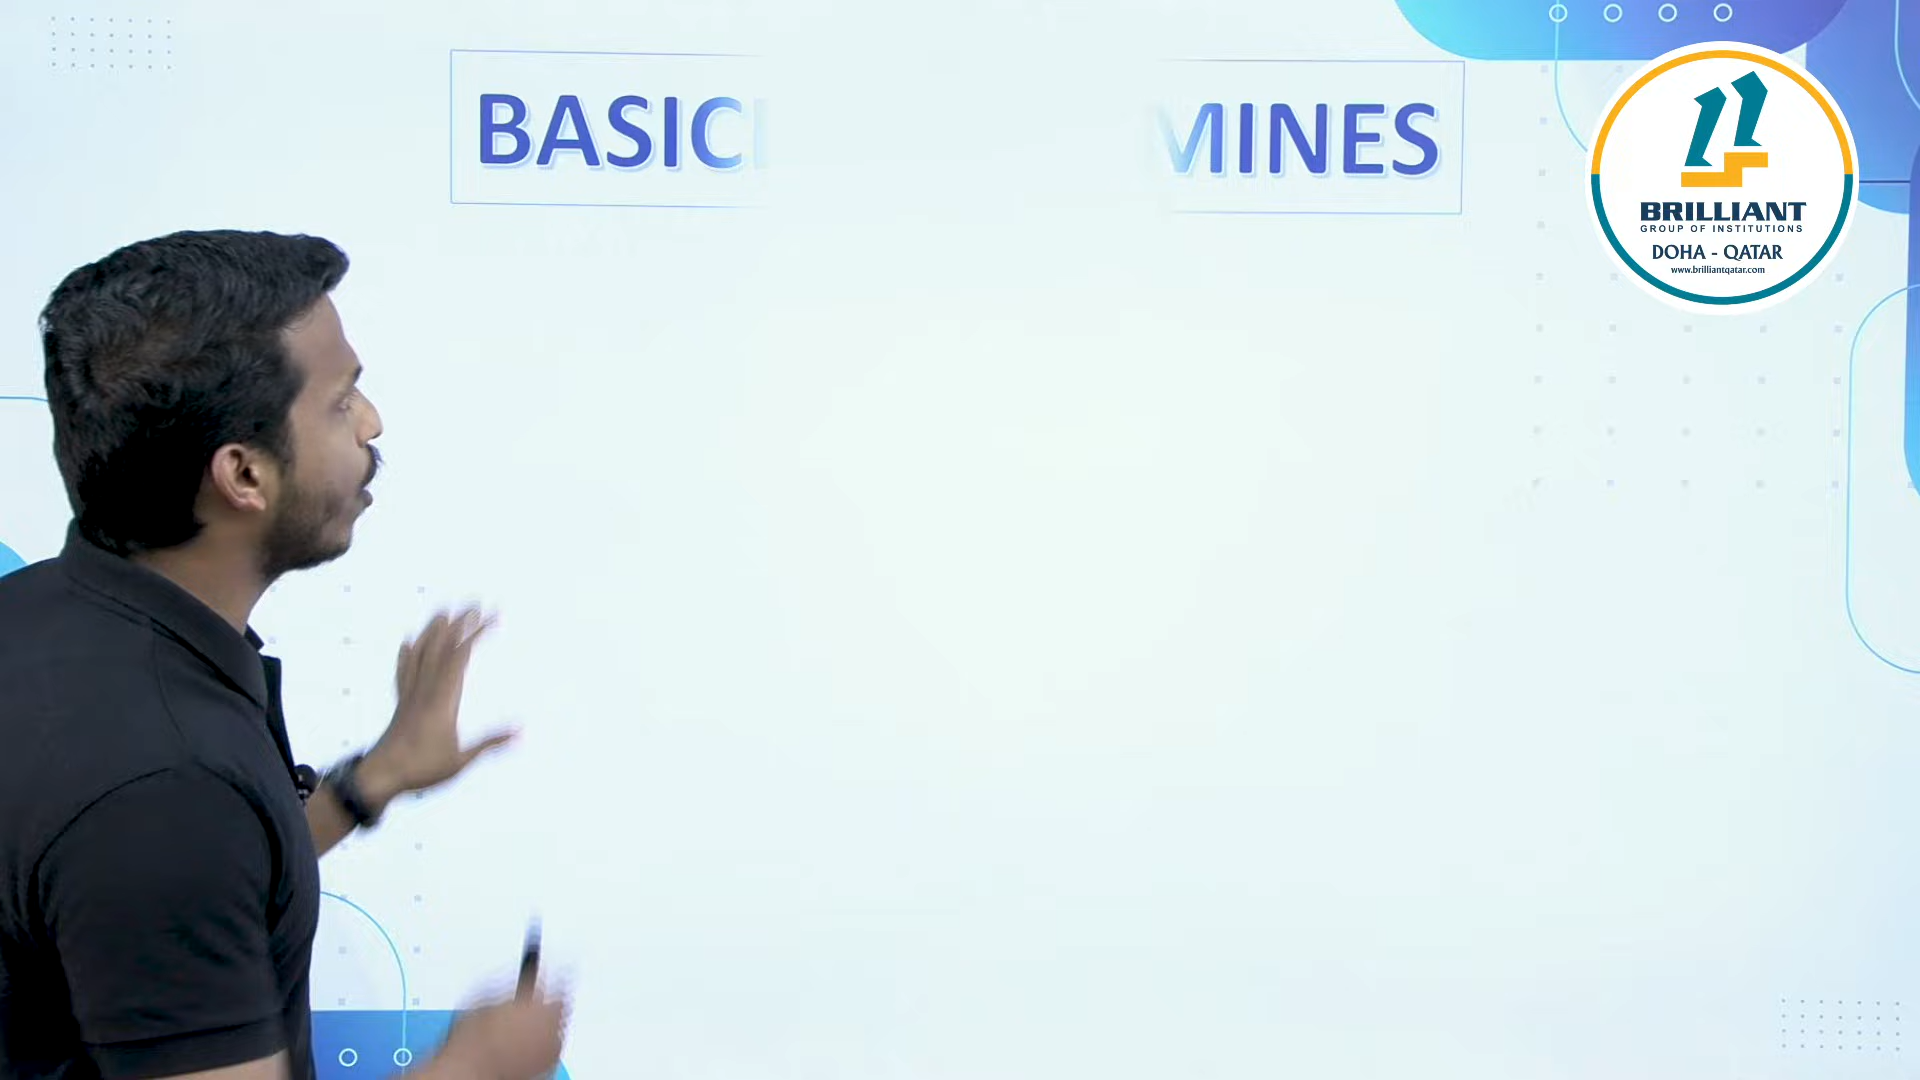 BASIC MINES
BRILLIANT
GROUP OF INSTITUTIONS
DOHA - QATAR
www.brilliantqatar.com